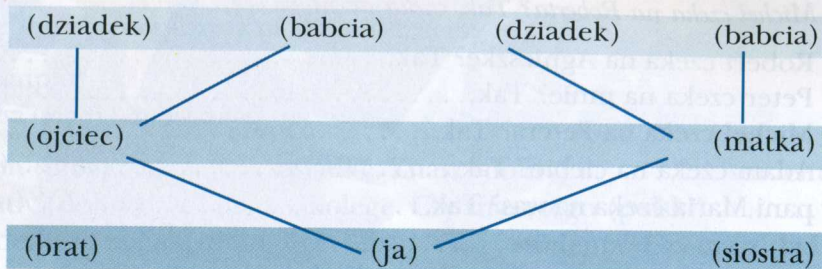 (dziadek) (babcia) (dziadek) (babcia)
(ojciec) (matka)
(brat) (ja) (siostra)